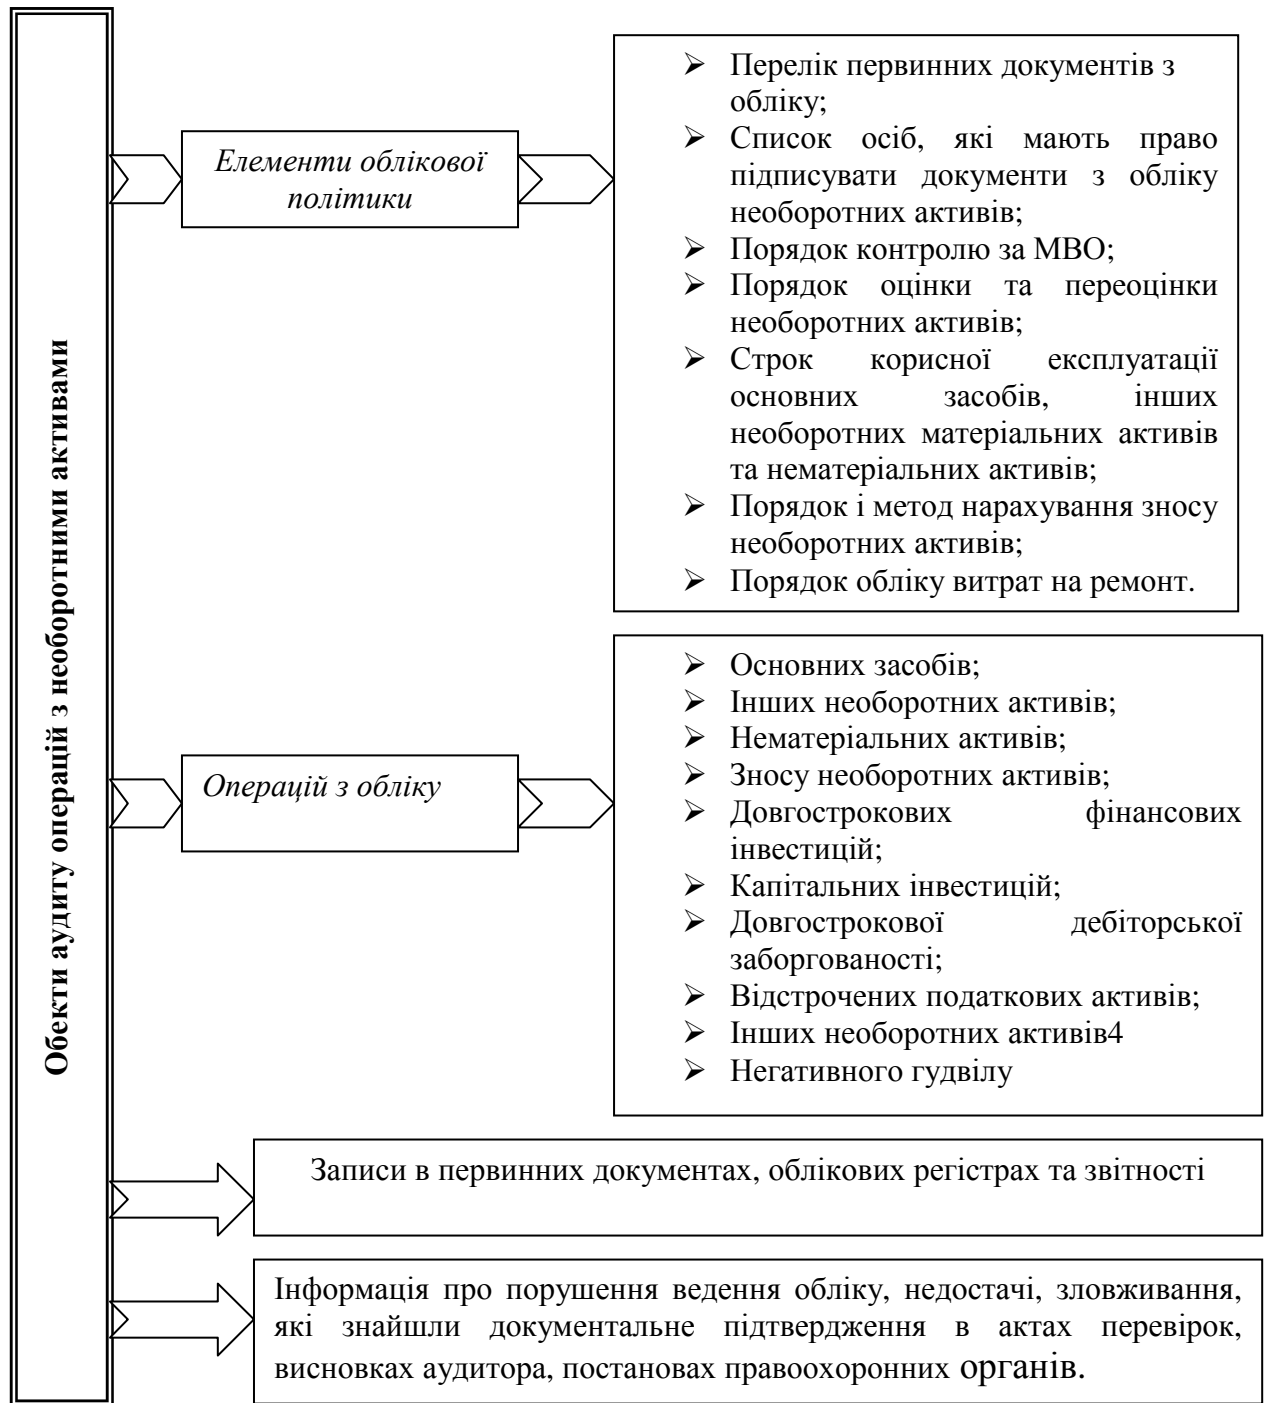 Обекти аудиту операцій з необоротними активами
Елементи облікової
політики
➢ Перелік первинних документів з
обліку;
➢ Список осіб, які мають право
підписувати документи з обліку
необоротних активів;
➢ Порядок контролю за МВО;
➢ Порядок оцінки та переоцінки
необоротних активів;
➢ Строк корисної експлуатації
основних засобів, інших
необоротних матеріальних активів
та нематеріальних активів;
➢ Порядок і метод нарахування зносу
необоротних активів;
➢ Порядок обліку витрат на ремонт.
Операцій з обліку
➢ Основних засобів;
➢ Інших необоротних активів;
➢ Нематеріальних активів;
➢ Зносу необоротних активів;
➢ Довгострокових фінансових
інвестицій;
➢ Капітальних інвестицій;
➢ Довгострокової дебіторської
заборгованості;
➢ Відстрочених податкових активів;
➢ Інших необоротних активів4
➢ Негативного гудвілу
Записи в первинних документах, облікових регістрах та звітності
Інформація про порушення ведення обліку, недостачі, зловживання,
які знайшли документальне підтвердження в актах перевірок,
висновках аудитора, постановах правоохоронних органів.